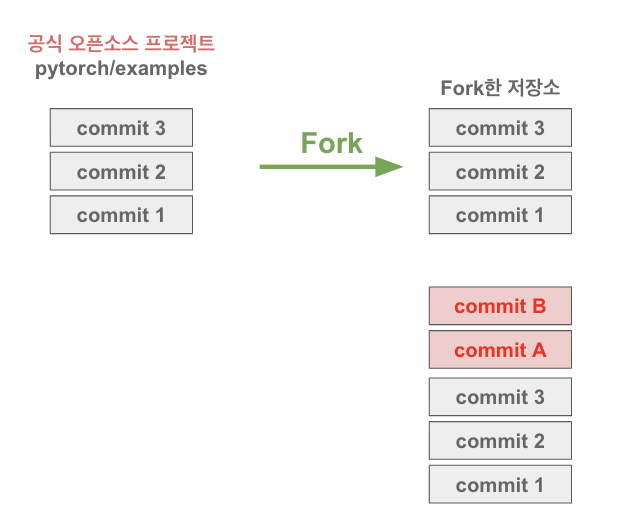 공식 오픈소스 프로젝트
pytorch/examples
commit 3
commit 2
commit 1
Fork
Fork한 저장소
commit 3
commit 2
commit 1
commit B
commit A
commit 3
commit 2
commit 1